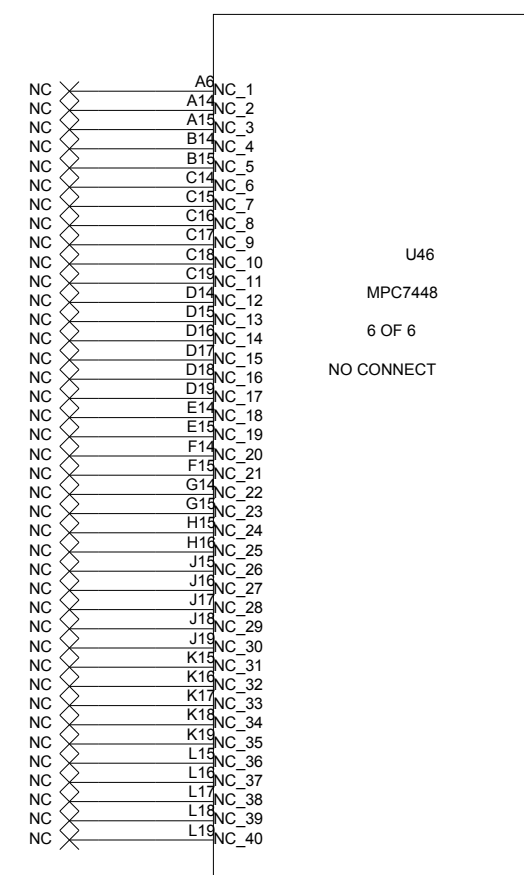 NC A6 NC_1
NC A14 NC_2
NC A15 NC_3
NC B14 NC_4
NC B15 NC_5
NC C14 NC_6
NC C15 NC_7
NC C16 NC_8
NC C17 NC_9
NC C18 NC_10 U46
NC C19 NC_11
NC D14 NC_12 MPC7448
NC D15 NC_13
NC D16 NC_14 6 OF 6
NC D17 NC_15
NC D18 NC_16 NO CONNECT
NC D19 NC_17
NC E14 NC_18
NC E15 NC_19
NC F14 NC_20
NC F15 NC_21
NC G14 NC_22
NC G15 NC_23
NC H15 NC_24
NC H16 NC_25
NC J15 NC_26
NC J16 NC_27
NC J17 NC_28
NC J18 NC_29
NC J19 NC_30
NC K15 NC_31
NC K16 NC_32
NC K17 NC_33
NC K18 NC_34
NC K19 NC_35
NC L15 NC_36
NC L16 NC_37
NC L17 NC_38
NC L18 NC_39
NC L19 NC_40